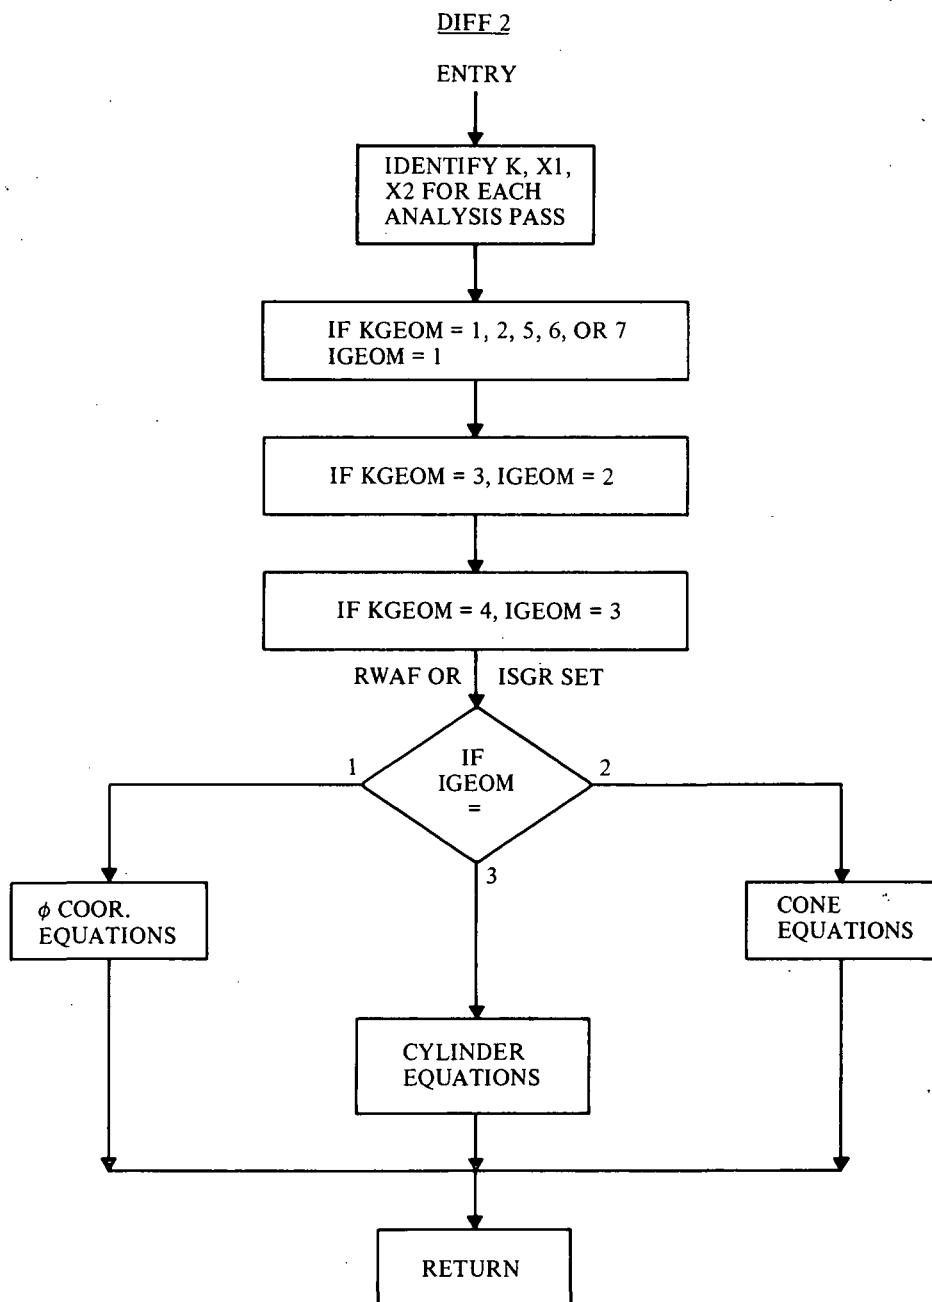 DIFF 2
ENTRY
IDENTIFY K, X1,
X2 FOR EACH
ANALYSIS PASS
IF KGEOM = 1, 2, 5, 6, OR 7
IGEOM = 1
IF KGEOM = 3, IGEOM = 2
IF KGEOM = 4, IGEOM = 3
RWAF OR ISGR SET
1
IF
IGEOM
=
2
3
ϕ COOR.
EQUATIONS
CONE
EQUATIONS
CYLINDER
EQUATIONS
RETURN